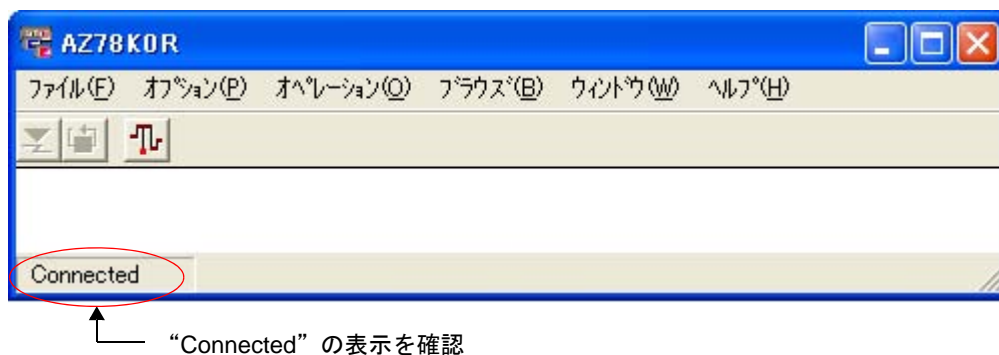 AZ78K0R
ファイル(F) オプション(P) オペレーション(O) ブラウズ(B) ウィンドウ(W) ヘルプ(H)
Connected
“Connected”の表示を確認